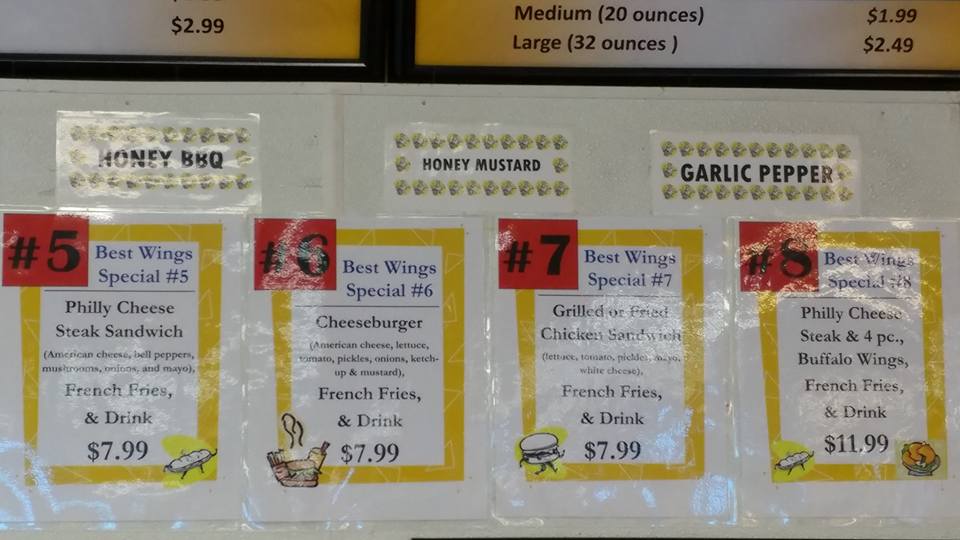 $2.99
Medium (20 ounces) $1.99
Large (32 ounces ) $2.49
HONEY BBQ
HONEY MUSTARD
GARLIC PEPPER
#5
Best Wings
Special #5
Philly Cheese
Steak Sandwich
(American cheese, bell peppers,
mushrooms, onions, and mayo),
French Fries,
& Drink
$7.99
#6
Best Wings
Special #6
Cheeseburger
(American cheese, lettuce,
tomato, pickles, onions, ketch-
up & mustard),
French Fries,
& Drink
$7.99
#7
Best Wings
Special #7
Grilled or Fried
Chicken Sandwich
(lettuce, tomato, pickles, mayo,
white cheese),
French Fries,
& Drink
$7.99
#8
Best Wings
Special #8
Philly Cheese
Steak & 4 pc.,
Buffalo Wings,
French Fries,
& Drink
$11.99